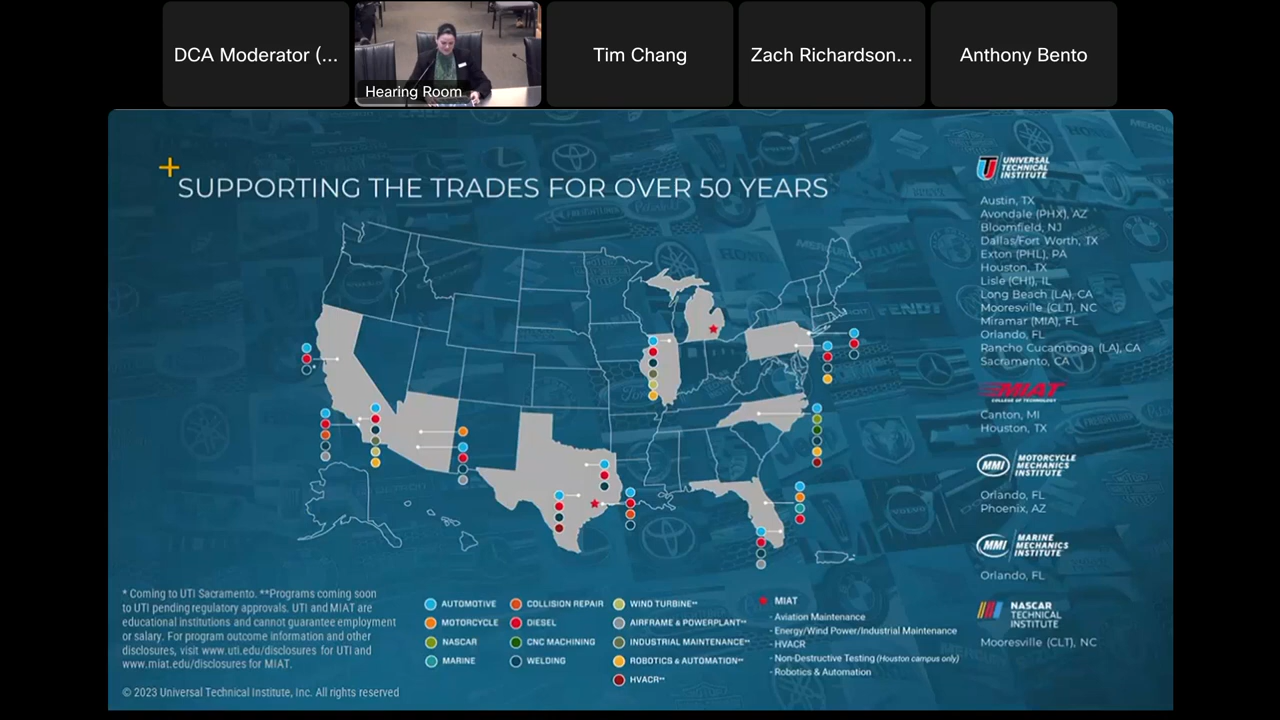 DCA Moderator (...
Hearing Room
Tim Chang
Zach Richardson...
Anthony Bento
SUPPORTING THE TRADES FOR OVER 50 YEARS
UNIVERSAL
TECHNICAL
INSTITUTE
Austin, TX
Avondale (PHX), AZ
Bloomfield, NJ
Dallas/Fort Worth, TX
Exton (PHL), PA
Houston, TX
Lisle (CHI), IL
Long Beach (LA), CA
Mooresville (CLT), NC
Miramar (MIA), FL
Orlando, FL
Rancho Cucamonga (LA), CA
Sacramento, CA
MIAT
COLLEGE OF TECHNOLOGY
Canton, MI
Houston, TX
MMI MOTORCYCLE
MECHANICS
INSTITUTE
Orlando, FL
Phoenix, AZ
MMI MARINE
MECHANICS
INSTITUTE
Orlando, FL
NASCAR
TECHNICAL
INSTITUTE
Mooresville (CLT), NC
* Coming to UTI Sacramento. **Programs coming soon
to UTI pending regulatory approvals. UTI and MIAT are
educational institutions and cannot guarantee employment
or salary. For program outcome information and other
disclosures, visit www.uti.edu/disclosures for UTI and
www.miat.edu/disclosures for MIAT.
© 2023 Universal Technical Institute, Inc. All rights reserved
AUTOMOTIVE
MOTORCYCLE
NASCAR
MARINE
COLLISION REPAIR
DIESEL
CNC MACHINING
WELDING
WIND TURBINE**
AIRFRAME & POWERPLANT**
INDUSTRIAL MAINTENANCE**
ROBOTICS & AUTOMATION**
HVACR**
MIAT
- Aviation Maintenance
- Energy/Wind Power/Industrial Maintenance
- HVACR
- Non-Destructive Testing (Houston campus only)
- Robotics & Automation